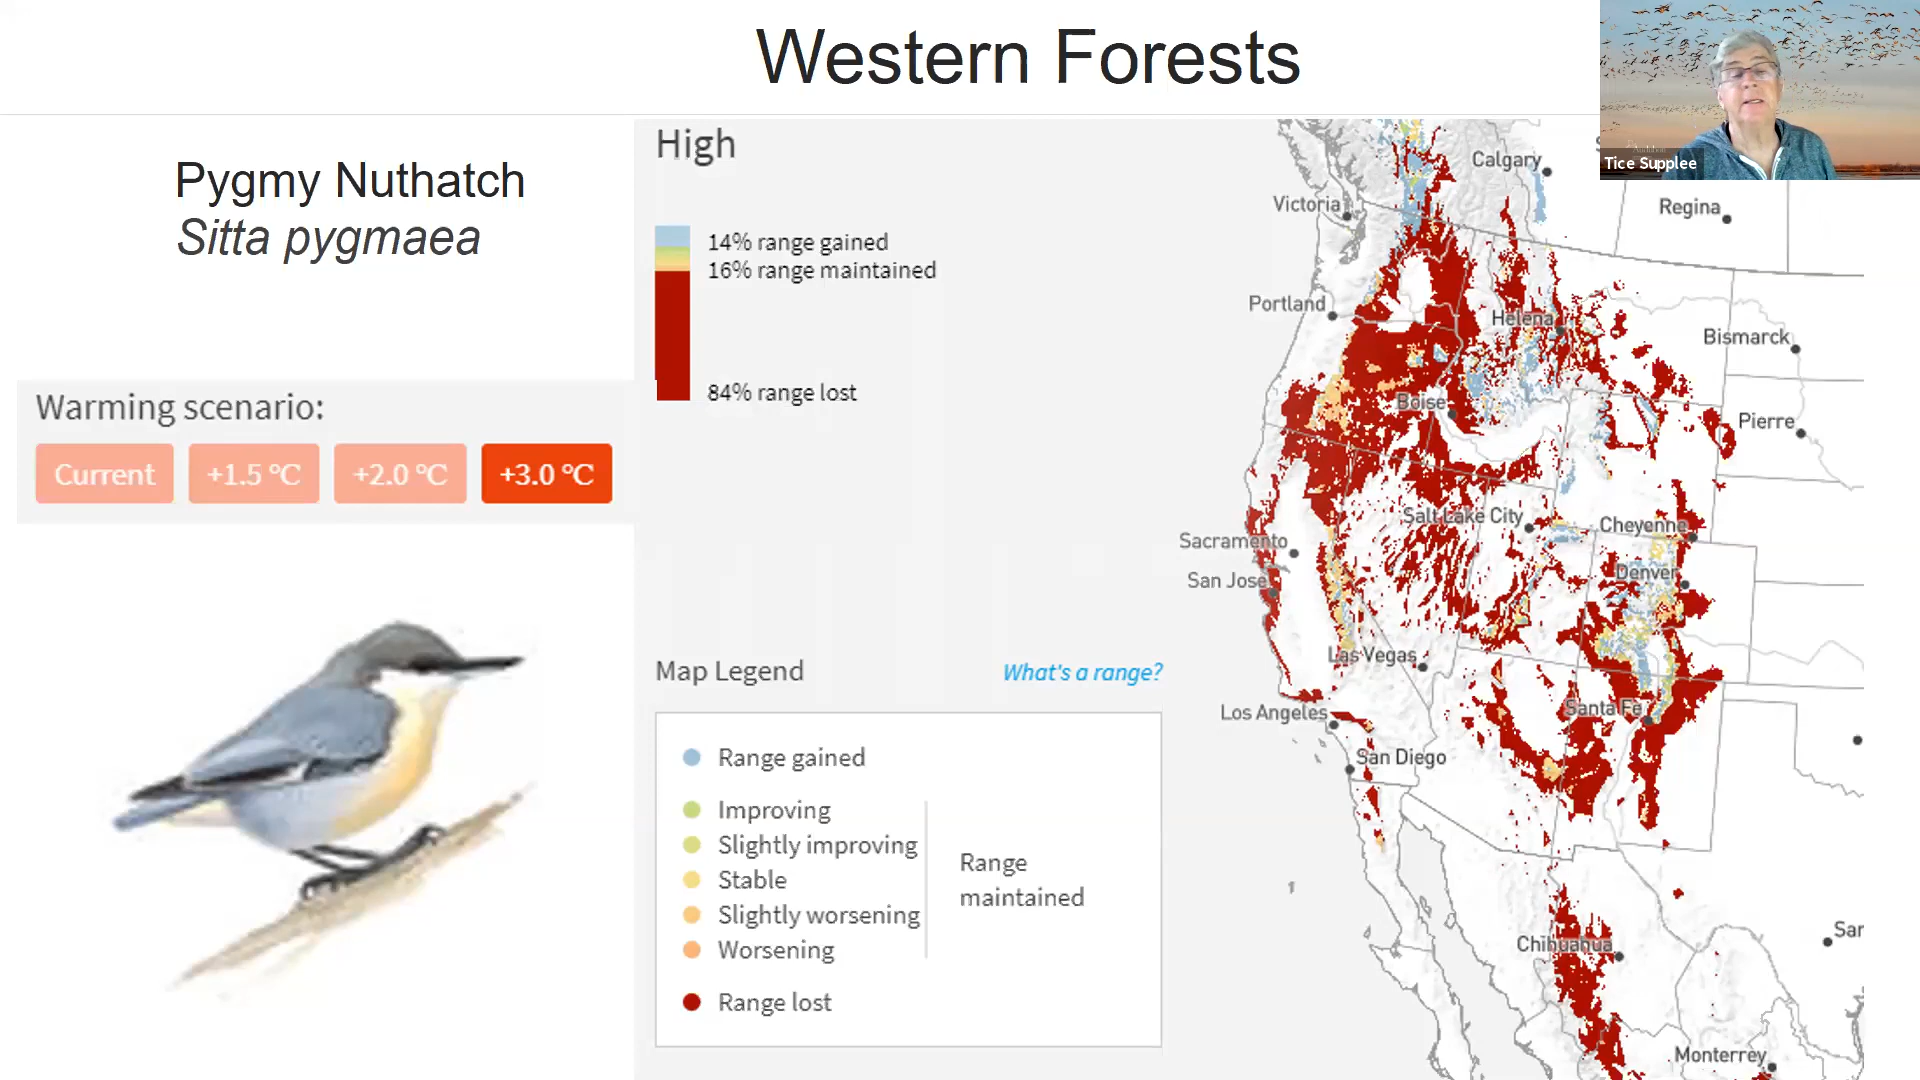 Western Forests
Tice Supplee
Pygmy Nuthatch
Sitta pygmaea
Warming scenario:
Current
+1.5 °C
+2.0 °C
+3.0 °C
High
14% range gained
16% range maintained
84% range lost
Map Legend
What's a range?
Range gained
Improving
Slightly improving
Stable
Slightly worsening
Worsening
Range
maintained
Range lost
Calgary
Victoria
Regina
Portland
Helena
Bismarck
Boise
Pierre
Salt Lake City
Cheyenne
Sacramento
San Jose
Denver
Las Vegas
Santa Fe
Los Angeles
San Diego
Chihuahua
Sar
Monterrey